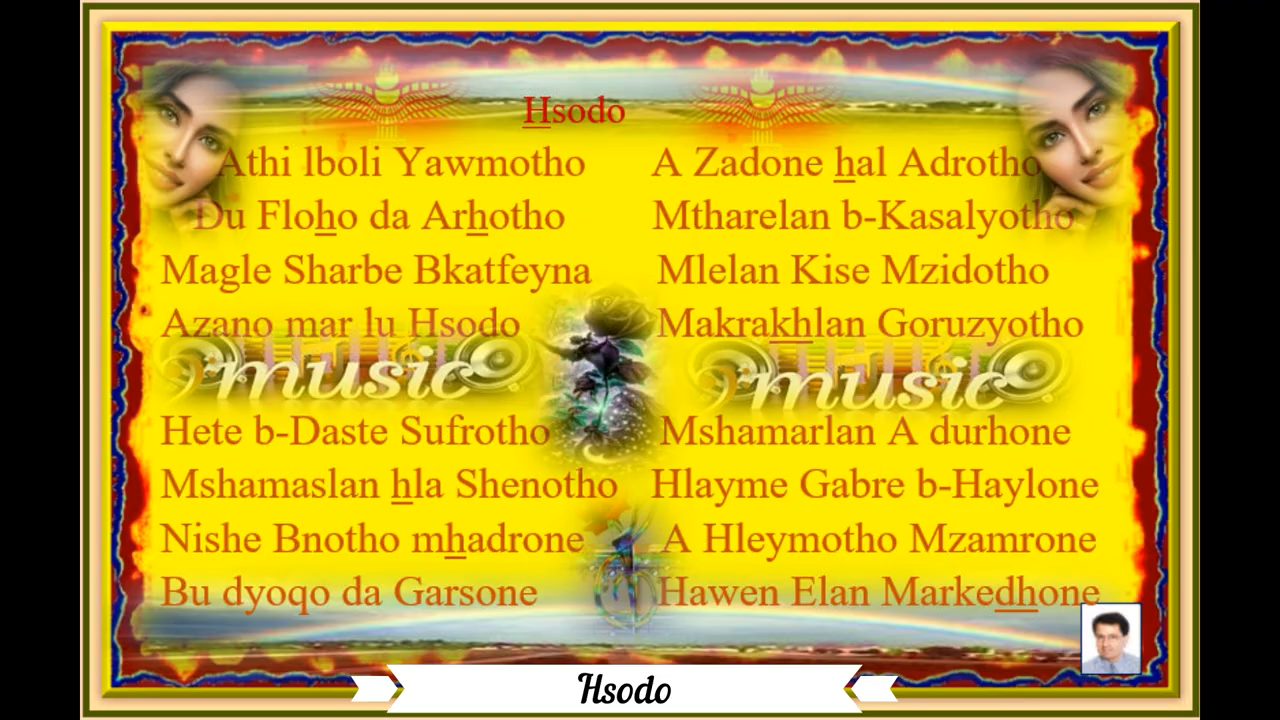 Hsodo
Athi lboli Yawmotho
Du Floho da Arhotho
Magle Sharbe Bkatfeyna
Azano mar lu Hsodo
music
Hete b-Daste Sufrotho
Mshamaslan hla Shenotho
Nishe Bnotho mhadrone
Bu dyoqo da Garsone
A Zadone hal Adrotho
Mtharelan b-Kasalyotho
Mlelan Kise Mzidotho
Makrakhlan Goruzyotho
music
Mshamarlan A durhone
Hlayme Gabre b-Haylone
A Hleymotho Mzamrone
Hawen Elan Markedhone
Hsodo